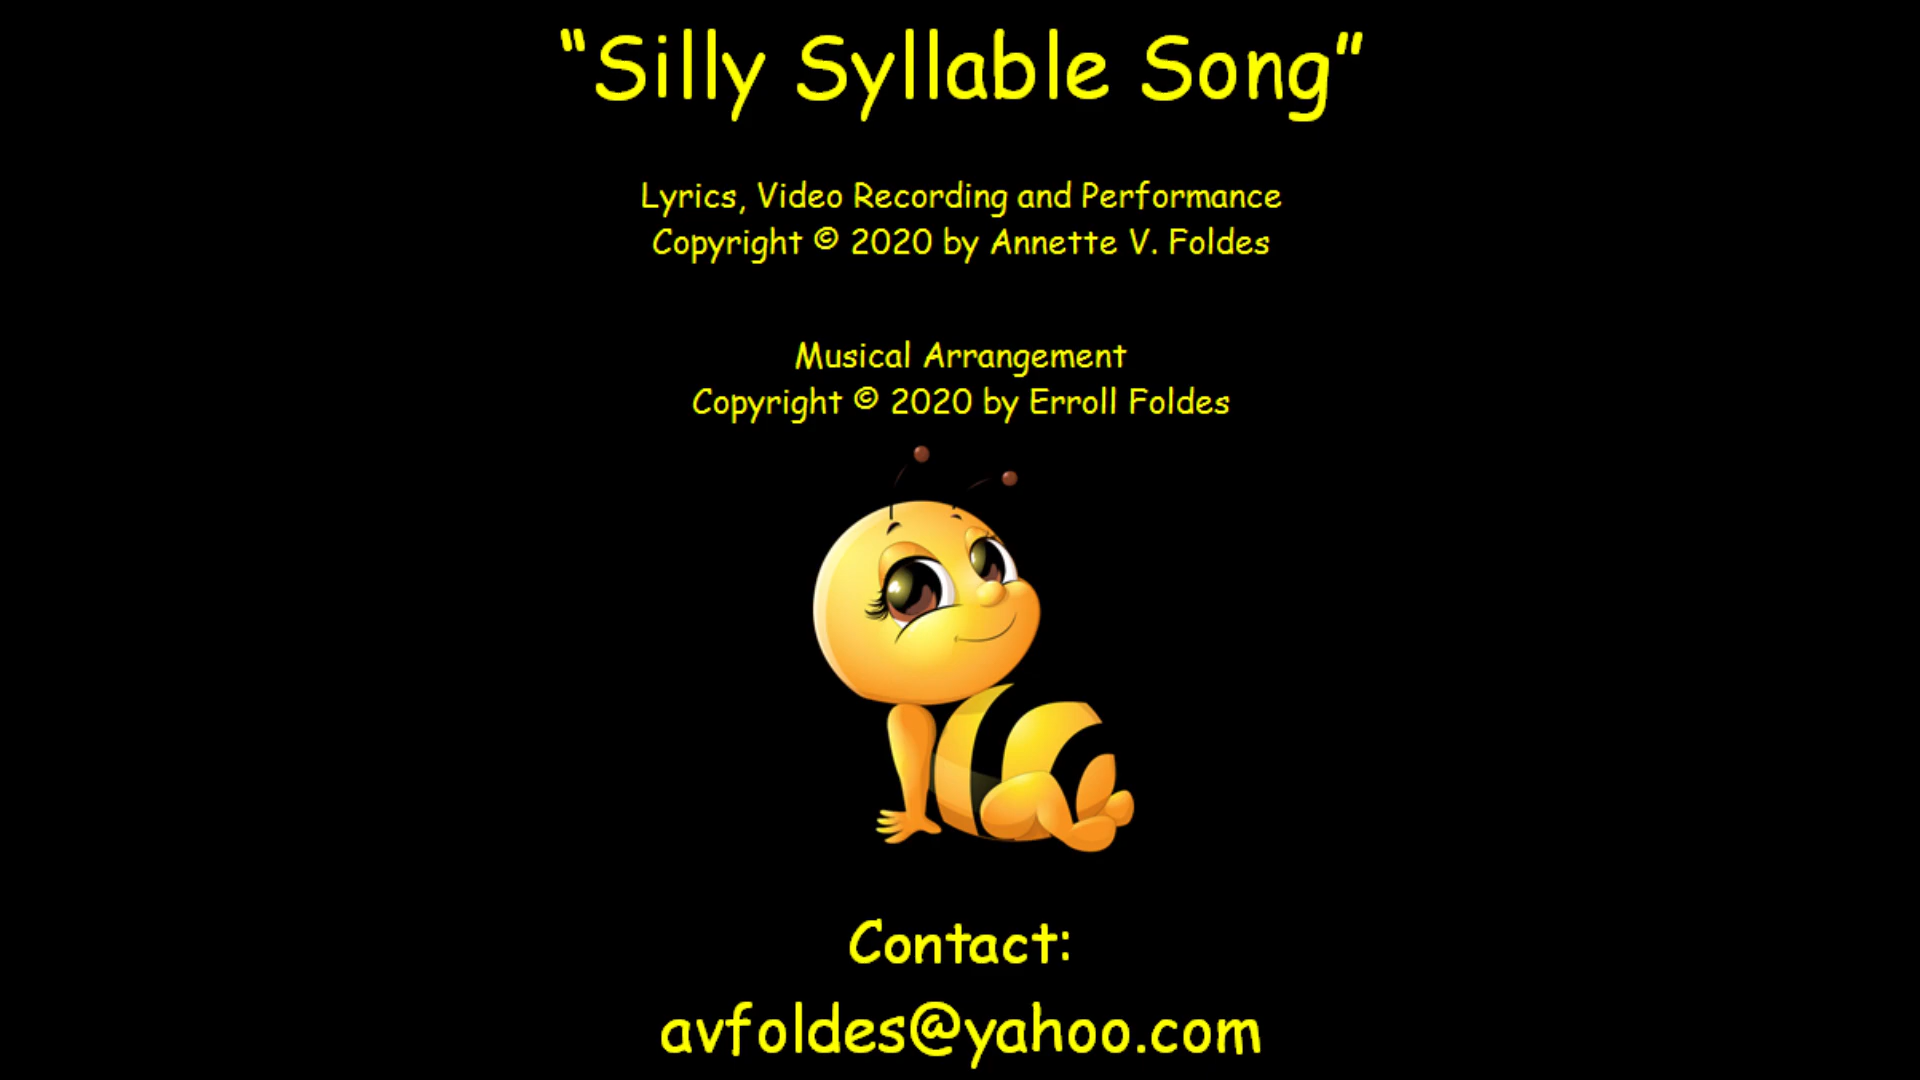 “Silly Syllable Song”
Lyrics, Video Recording and Performance
Copyright © 2020 by Annette V. Foldes
Musical Arrangement
Copyright © 2020 by Erroll Foldes
Contact:
avfoldes@yahoo.com